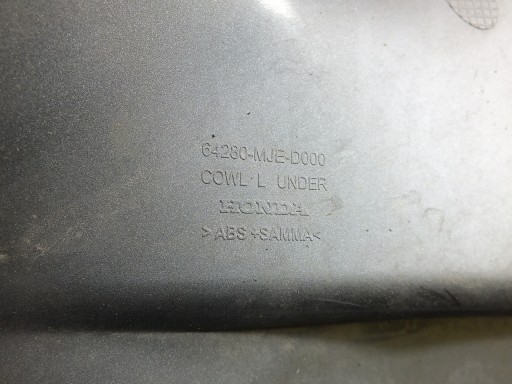 64280-MJE-D000
COWL·L UNDER
HONDA
>ABS+SAMMA<